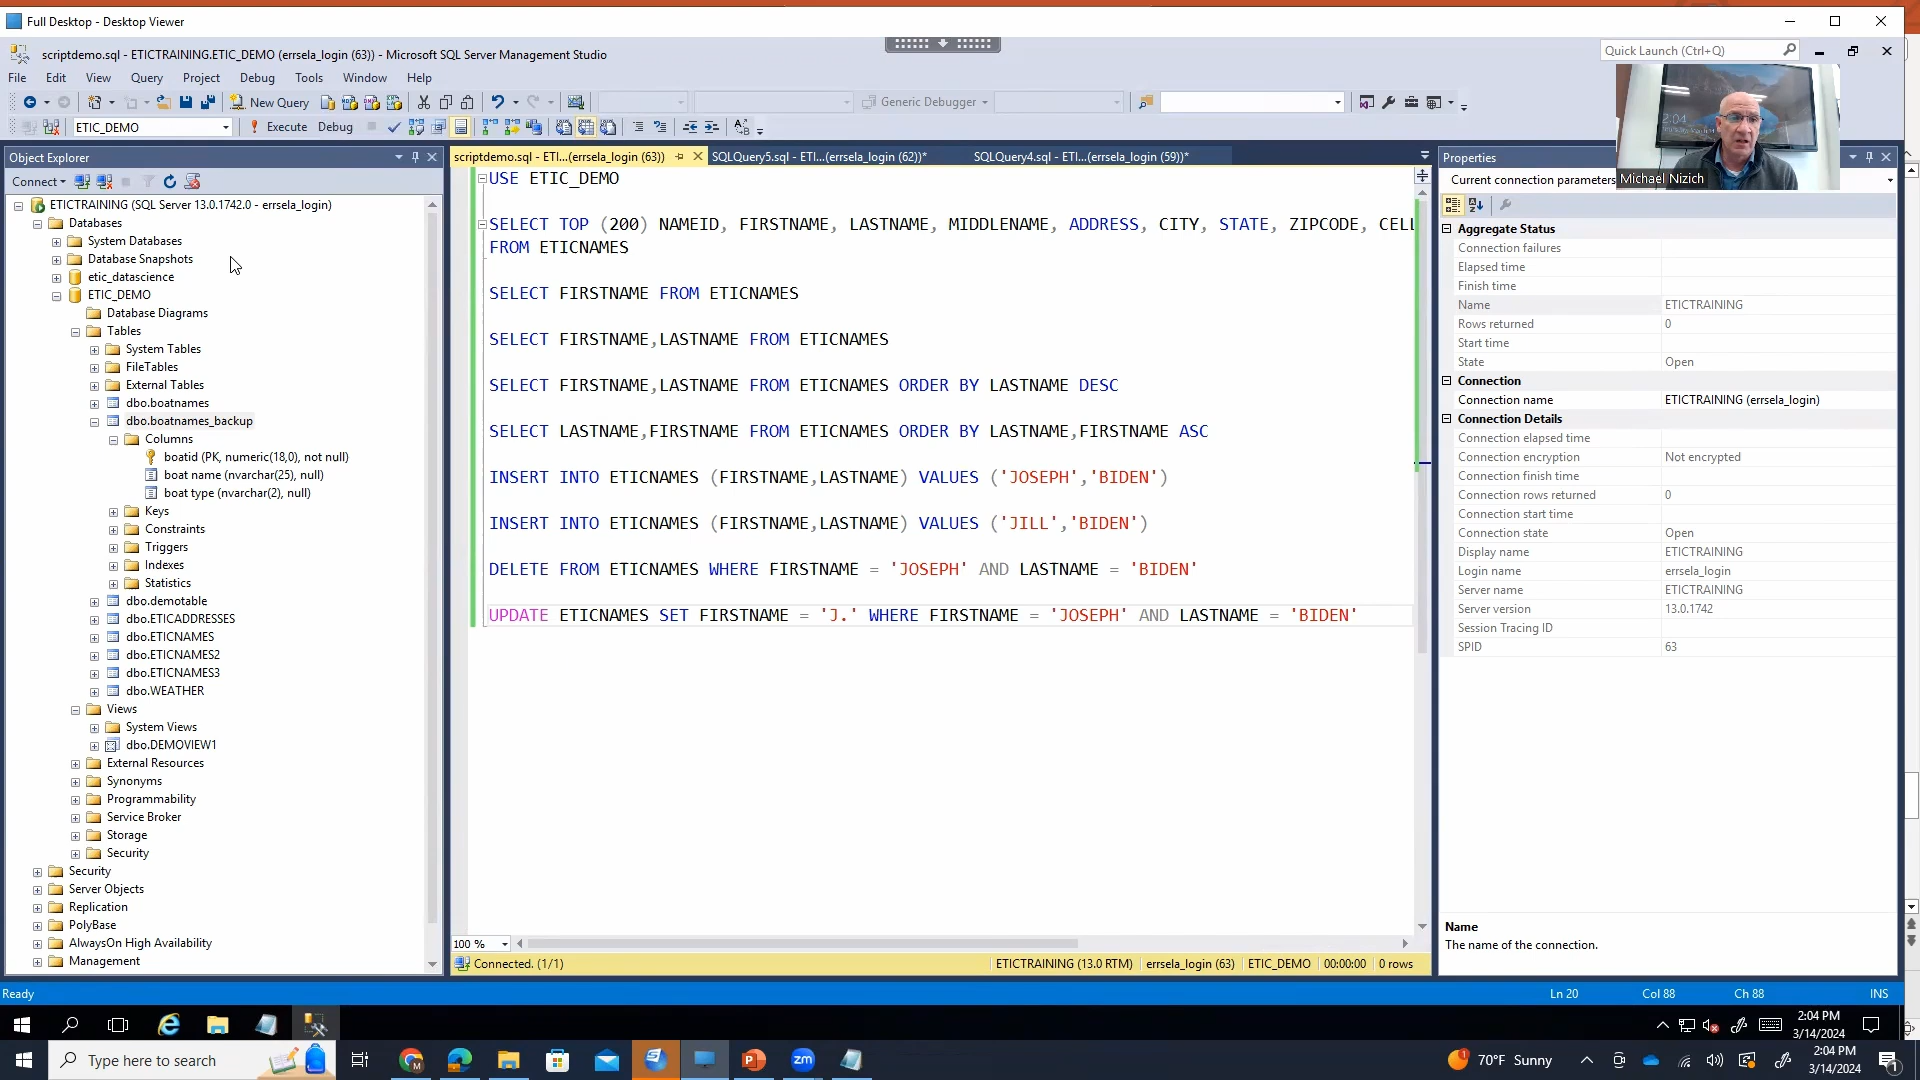 Full Desktop - Desktop Viewer
scriptdemo.sql - ETICTRAINING.ETIC_DEMO (errsela_login (63)) - Microsoft SQL Server Management Studio
Quick Launch (Ctrl+Q)
File Edit View Query Project Debug Tools Window Help
New Query
Generic Debugger
ETIC_DEMO
Execute Debug
Object Explorer
Connect
ETICTRAINING (SQL Server 13.0.1742.0 - errsela_login)
Databases
System Databases
Database Snapshots
etic_datascience
ETIC_DEMO
Database Diagrams
Tables
System Tables
FileTables
External Tables
dbo.boatnames
dbo.boatnames_backup
Columns
boatid (PK, numeric(18,0), not null)
boat name (nvarchar(25), null)
boat type (nvarchar(2), null)
Keys
Constraints
Triggers
Indexes
Statistics
dbo.demotable
dbo.ETICADDRESSES
dbo.ETICNAMES
dbo.ETICNAMES2
dbo.ETICNAMES3
dbo.WEATHER
Views
System Views
dbo.DEMOVIEW1
External Resources
Synonyms
Programmability
Service Broker
Storage
Security
Security
Server Objects
Replication
PolyBase
AlwaysOn High Availability
Management
scriptdemo.sql - ETI...(errsela_login (63)) SQLQuery5.sql - ETI...(errsela_login (62))* SQLQuery4.sql - ETI...(errsela_login (59))*
USE ETIC_DEMO
SELECT TOP (200) NAMEID, FIRSTNAME, LASTNAME, MIDDLENAME, ADDRESS, CITY, STATE, ZIPCODE, CELL
FROM ETICNAMES
SELECT FIRSTNAME FROM ETICNAMES
SELECT FIRSTNAME,LASTNAME FROM ETICNAMES
SELECT FIRSTNAME,LASTNAME FROM ETICNAMES ORDER BY LASTNAME DESC
SELECT LASTNAME,FIRSTNAME FROM ETICNAMES ORDER BY LASTNAME,FIRSTNAME ASC
INSERT INTO ETICNAMES (FIRSTNAME,LASTNAME) VALUES ('JOSEPH','BIDEN')
INSERT INTO ETICNAMES (FIRSTNAME,LASTNAME) VALUES ('JILL','BIDEN')
DELETE FROM ETICNAMES WHERE FIRSTNAME = 'JOSEPH' AND LASTNAME = 'BIDEN'
UPDATE ETICNAMES SET FIRSTNAME = 'J.' WHERE FIRSTNAME = 'JOSEPH' AND LASTNAME = 'BIDEN'
100 %
Connected. (1/1) ETICTRAINING (13.0 RTM) errsela_login (63) ETIC_DEMO 00:00:00 0 rows
2:04
Michael Nizich
Properties
Current connection parameters
Aggregate Status
Connection failures
Elapsed time
Finish time
Name ETICTRAINING
Rows returned 0
Start time
State Open
Connection
Connection name ETICTRAINING (errsela_login)
Connection Details
Connection elapsed time
Connection encryption Not encrypted
Connection finish time
Connection rows returned 0
Connection start time
Connection state Open
Display name ETICTRAINING
Login name errsela_login
Server name ETICTRAINING
Server version 13.0.1742
Session Tracing ID
SPID 63
Name
The name of the connection.
Ready Ln 20 Col 88 Ch 88 INS
2:04 PM
3/14/2024
Type here to search
70°F Sunny
2:04 PM
3/14/2024